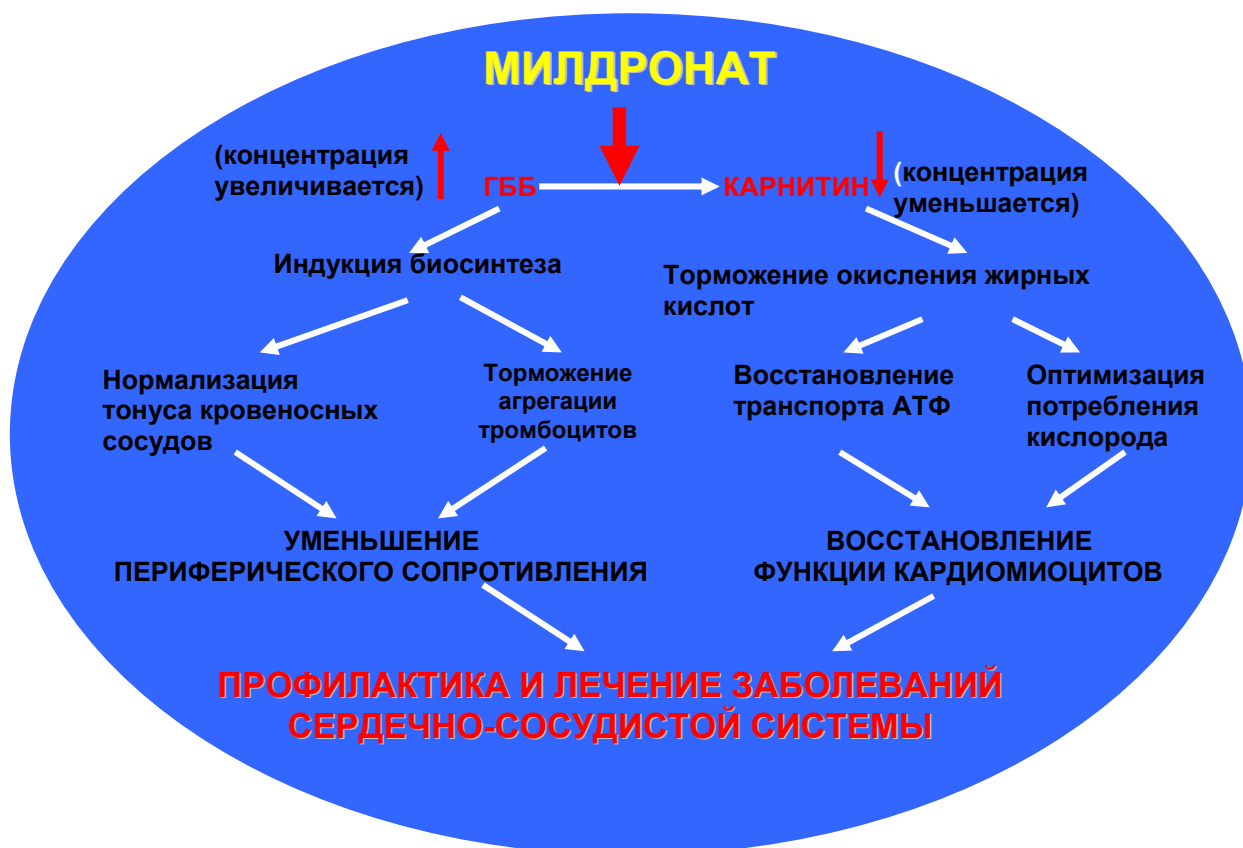 МИЛДРОНАТ
(концентрация
увеличивается)
ГББ
КАРНИТИН
(концентрация
уменьшается)
Индукция биосинтеза
Торможение окисления жирных
кислот
Нормализация
тонуса кровеносных
сосудов
Торможение
агрегации
тромбоцитов
Восстановление
транспорта АТФ
Оптимизация
потребления
кислорода
УМЕНЬШЕНИЕ
ПЕРИФЕРИЧЕСКОГО СОПРОТИВЛЕНИЯ
ВОССТАНОВЛЕНИЕ
ФУНКЦИИ КАРДИОМИОЦИТОВ
ПРОФИЛАКТИКА И ЛЕЧЕНИЕ ЗАБОЛЕВАНИЙ
СЕРДЕЧНО-СОСУДИСТОЙ СИСТЕМЫ